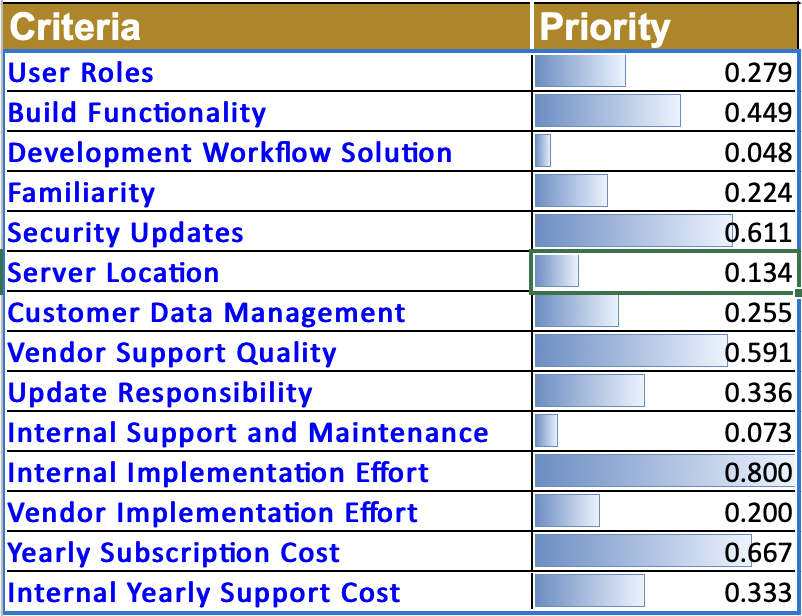 Criteria Priority
User Roles 0.279
Build Functionality 0.449
Development Workflow Solution 0.048
Familiarity 0.224
Security Updates 0.611
Server Location 0.134
Customer Data Management 0.255
Vendor Support Quality 0.591
Update Responsibility 0.336
Internal Support and Maintenance 0.073
Internal Implementation Effort 0.800
Vendor Implementation Effort 0.200
Yearly Subscription Cost 0.667
Internal Yearly Support Cost 0.333